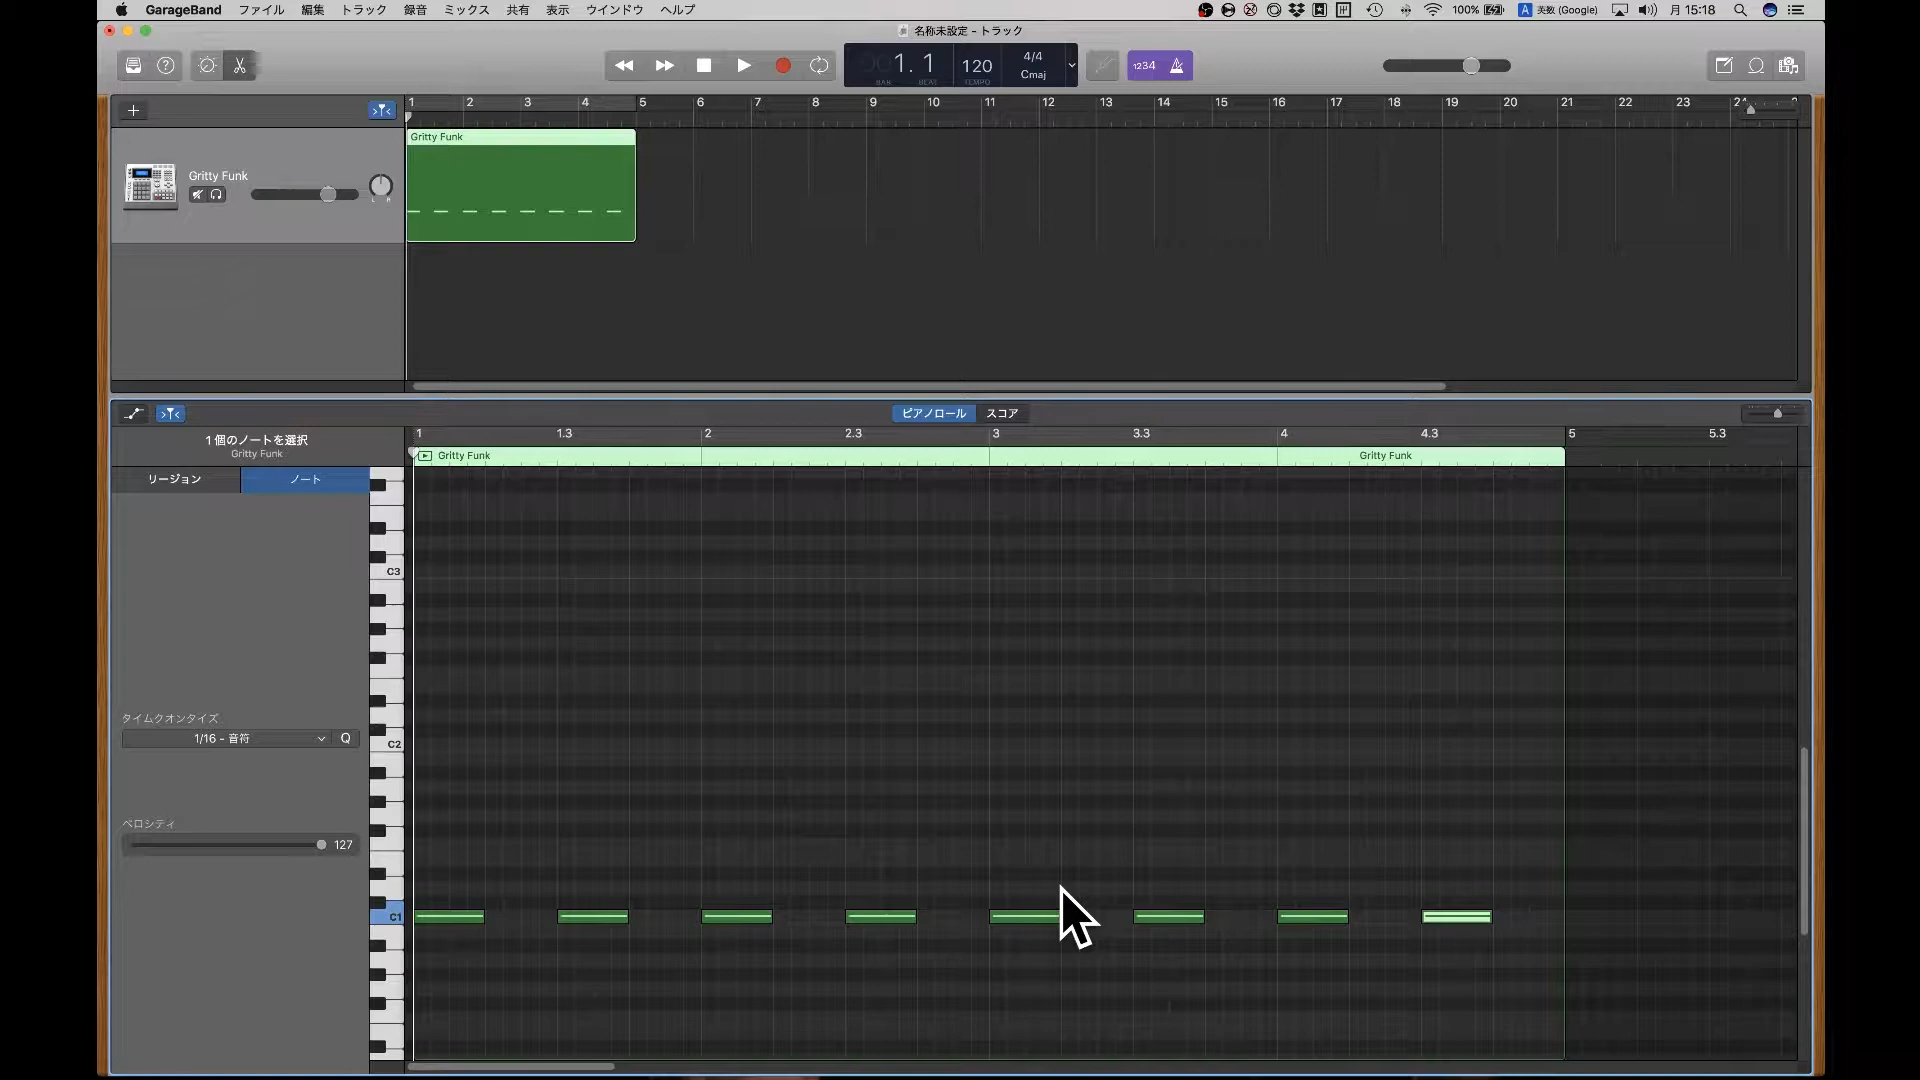 GarageBand ファイル 編集 トラック 録音 ミックス 共有 表示 ウインドウ ヘルプ 100% A 英数 (Google) 月 15:18
名称未設定 - トラック
1. 1 120 4/4 Cmaj 1234
BAR BEAT TEMPO
1 2 3 4 5 6 7 8 9 10 11 12 13 14 15 16 17 18 19 20 21 22 23 24
Gritty Funk
Gritty Funk
L R
ピアノロール スコア
1 個のノートを選択
Gritty Funk
1 1.3 2 2.3 3 3.3 4 4.3 5 5.3
Gritty Funk Gritty Funk
リージョン ノート
C3
タイムクオンタイズ
1/16 - 音符 Q
C2
ベロシティ
127
C1